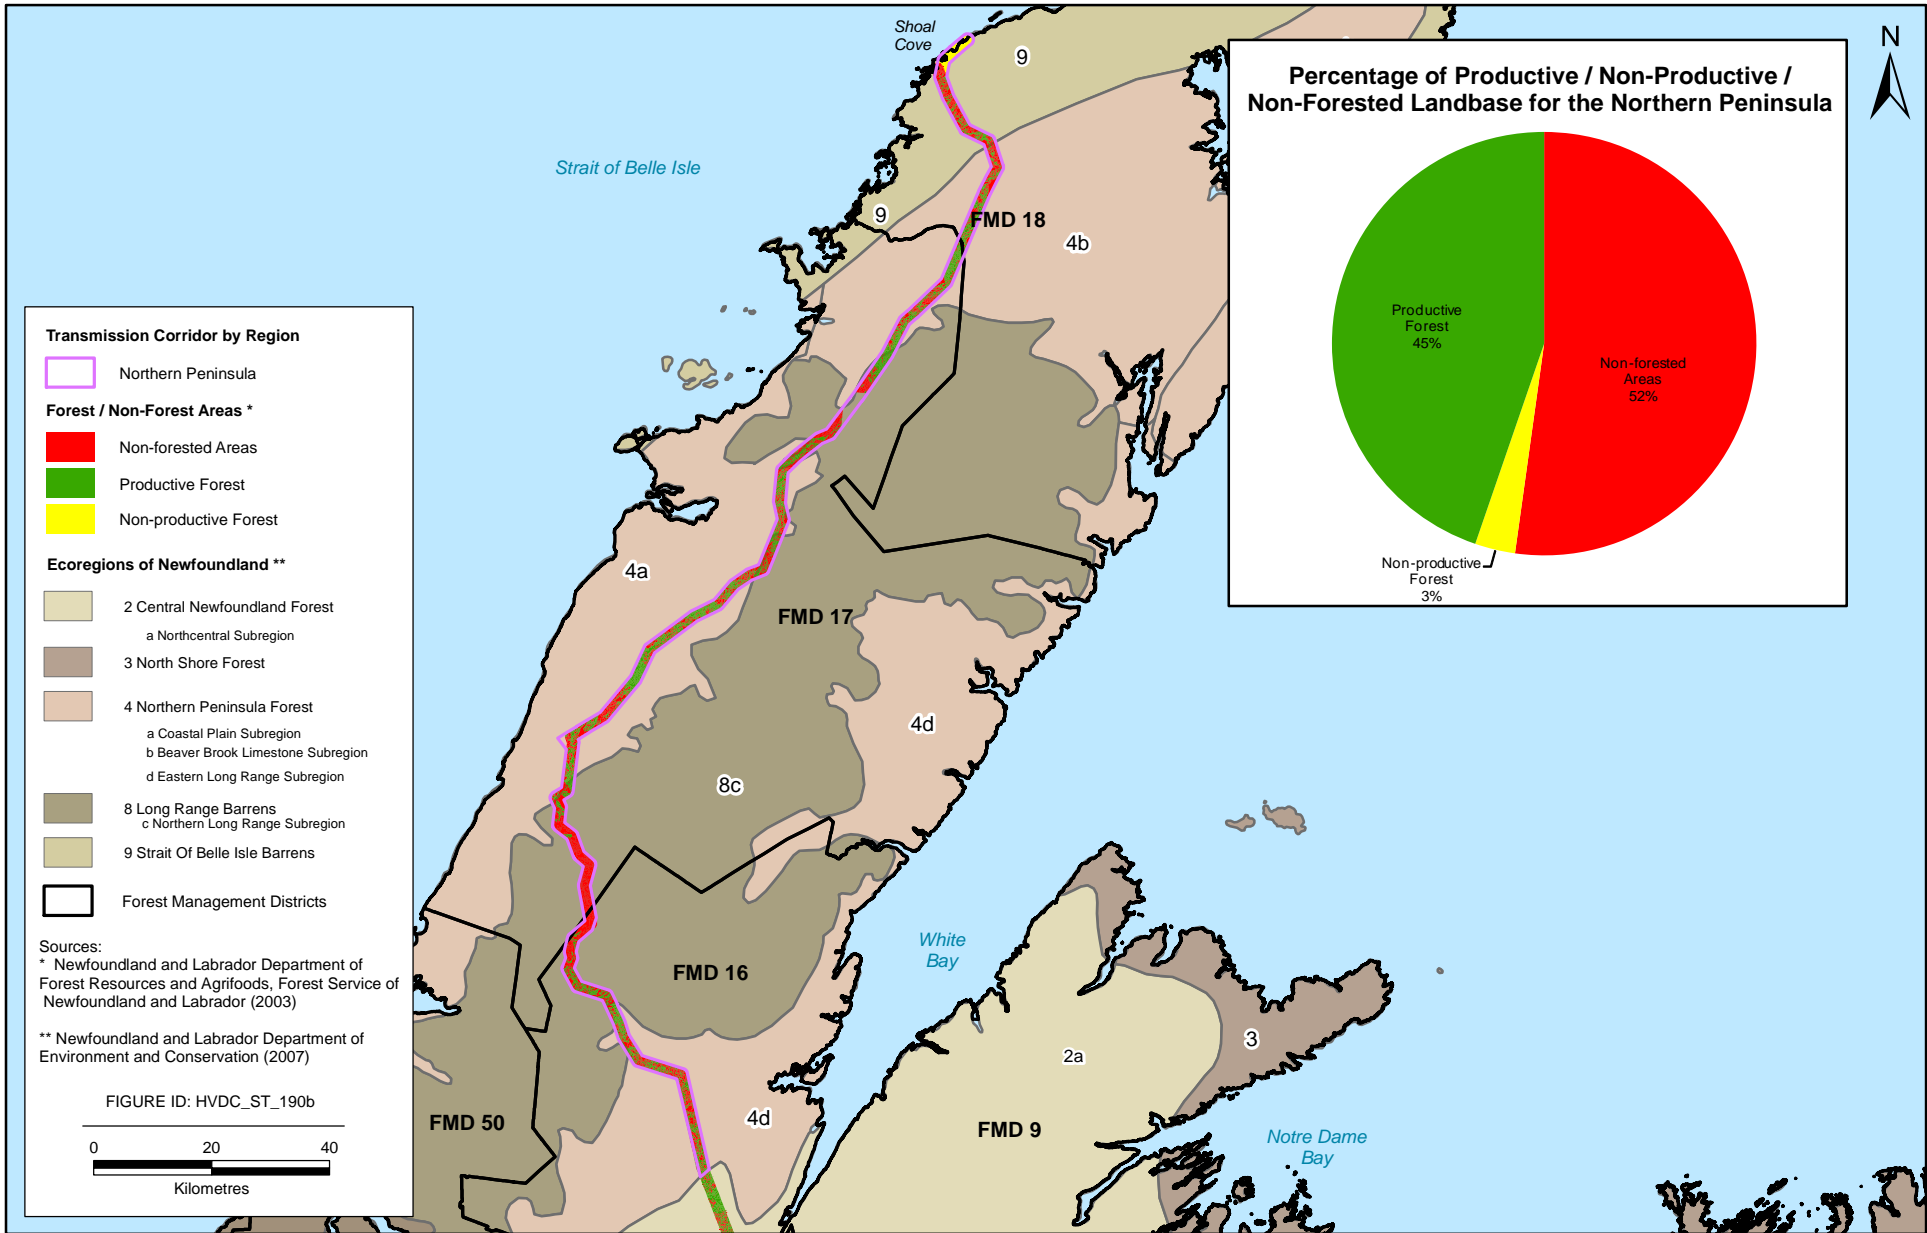 Shoal
Cove
9
Strait of Belle Isle
9
FMD 18
4b
4a
FMD 17
4d
8c
White
Bay
FMD 16
3
2a
FMD 50
4d
FMD 9
Notre Dame
Bay
N
Percentage of Productive / Non-Productive /
Non-Forested Landbase for the Northern Peninsula
Productive
Forest
45%
Non-forested
Areas
52%
Non-productive
Forest
3%
Transmission Corridor by Region
Northern Peninsula
Forest / Non-Forest Areas *
Non-forested Areas
Productive Forest
Non-productive Forest
Ecoregions of Newfoundland **
2 Central Newfoundland Forest
a Northcentral Subregion
3 North Shore Forest
4 Northern Peninsula Forest
a Coastal Plain Subregion
b Beaver Brook Limestone Subregion
d Eastern Long Range Subregion
8 Long Range Barrens
c Northern Long Range Subregion
9 Strait Of Belle Isle Barrens
Forest Management Districts
Sources:
* Newfoundland and Labrador Department of
Forest Resources and Agrifoods, Forest Service of
Newfoundland and Labrador (2003)
** Newfoundland and Labrador Department of
Environment and Conservation (2007)
FIGURE ID: HVDC_ST_190b
0 20 40
Kilometres